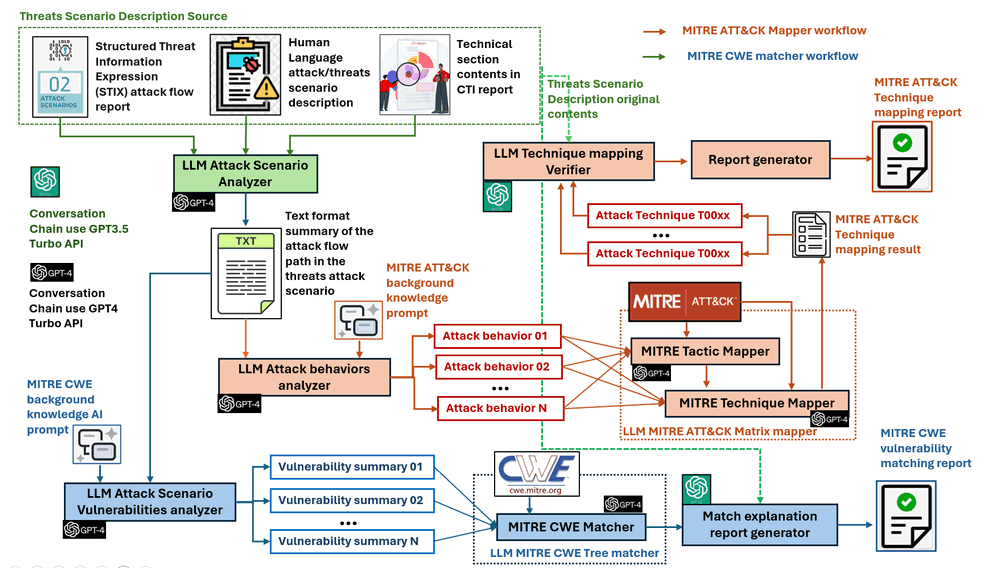 Threats Scenario Description Source
Structured Threat
Information
Expression
(STIX) attack flow
report
02
ATTACK
SCENARIOS
Human
Language
attack/threats
scenario
description
Technical
section
contents in
CTI report
MITRE ATT&CK Mapper workflow
MITRE CWE matcher workflow
Threats Scenario
Description original
contents
MITRE ATT&CK
Technique
mapping report
LLM Attack Scenario
Analyzer
GPT-4
LLM Technique mapping
Verifier
Report generator
Conversation
Chain use GPT3.5
Turbo API
GPT-4
Conversation
Chain use GPT4
Turbo API
TXT
Text format
summary of the
attack flow
path in the
threats attack
scenario
Attack Technique T00xx
...
Attack Technique T00xx
MITRE ATT&CK
Technique
mapping result
MITRE ATT&CK
background
knowledge
prompt
MITRE ATT&CK
LLM Attack behaviors
analyzer
GPT-4
Attack behavior 01
Attack behavior 02
...
Attack behavior N
MITRE Tactic Mapper
GPT-4
MITRE Technique Mapper
GPT-4
LLM MITRE ATT&CK Matrix mapper
MITRE CWE
background
knowledge AI
prompt
LLM Attack Scenario
Vulnerabilities analyzer
GPT-4
Vulnerability summary 01
Vulnerability summary 02
...
Vulnerability summary N
CWE
cwe.mitre.org
GPT-4
MITRE CWE Matcher
LLM MITRE CWE Tree matcher
Match explanation
report generator
MITRE CWE
vulnerability
matching report